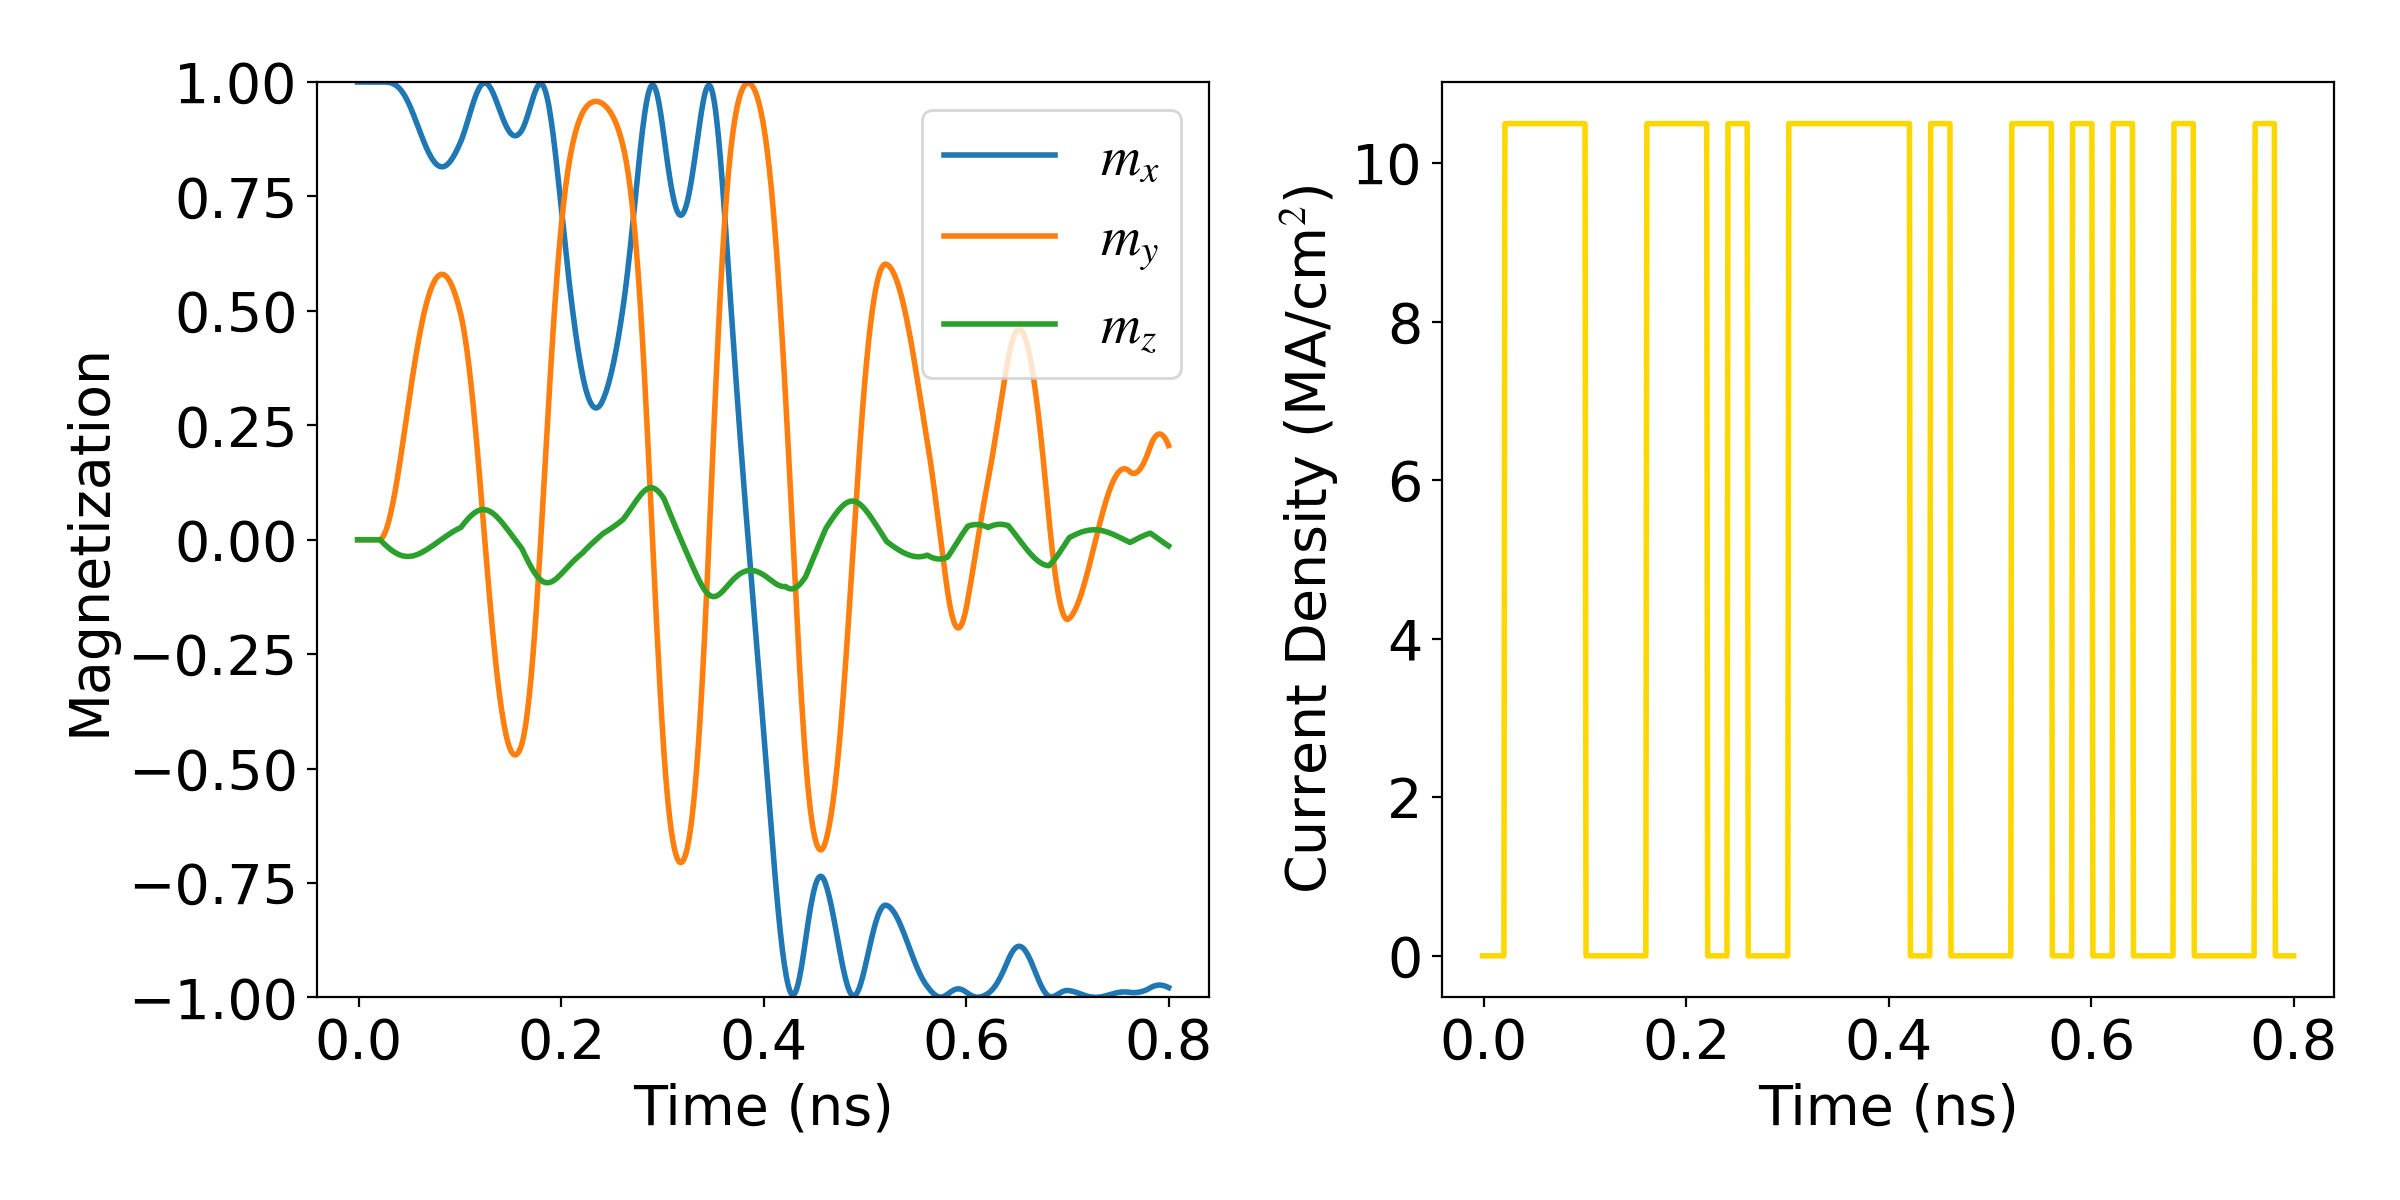 1.00
0.75
0.50
0.25
0.00
−0.25
−0.50
−0.75
−1.00
Magnetization
0.0 0.2 0.4 0.6 0.8
Time (ns)
m_x
m_y
m_z
10
8
6
4
2
0
Current Density (MA/cm²)
0.0 0.2 0.4 0.6 0.8
Time (ns)